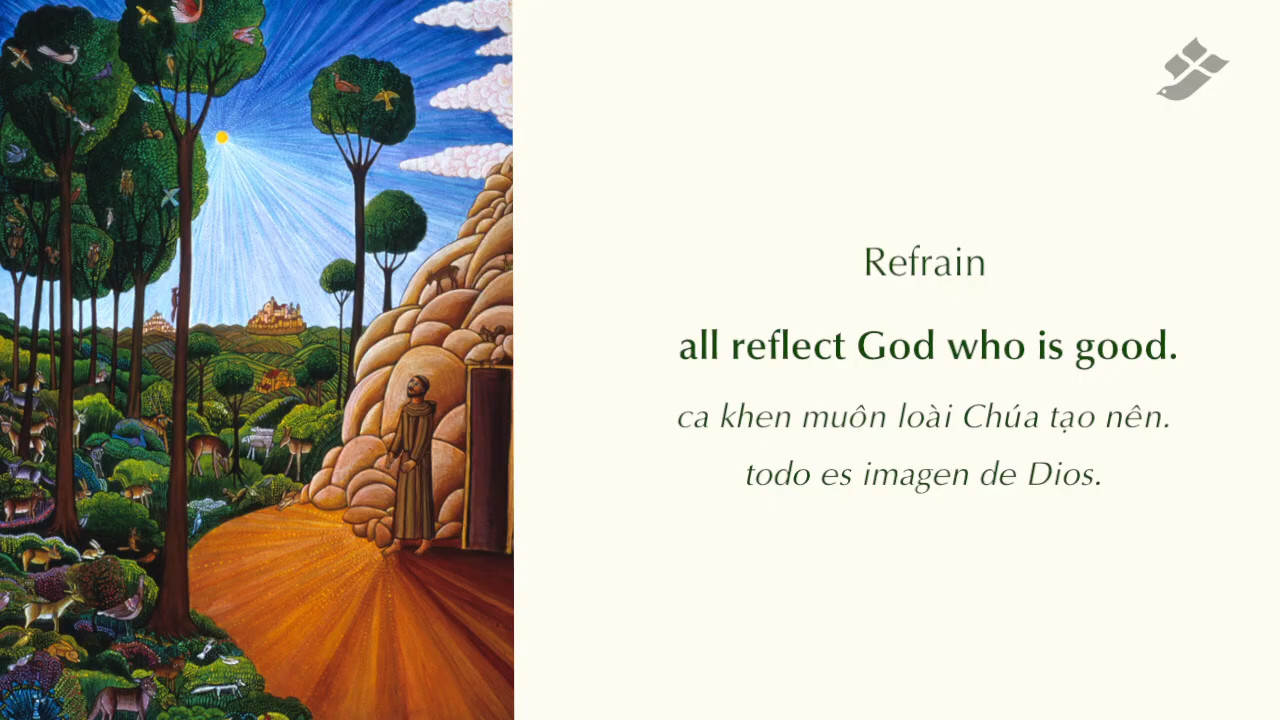 Refrain
all reflect God who is good.
ca khen muôn loài Chúa tạo nên.
todo es imagen de Dios.